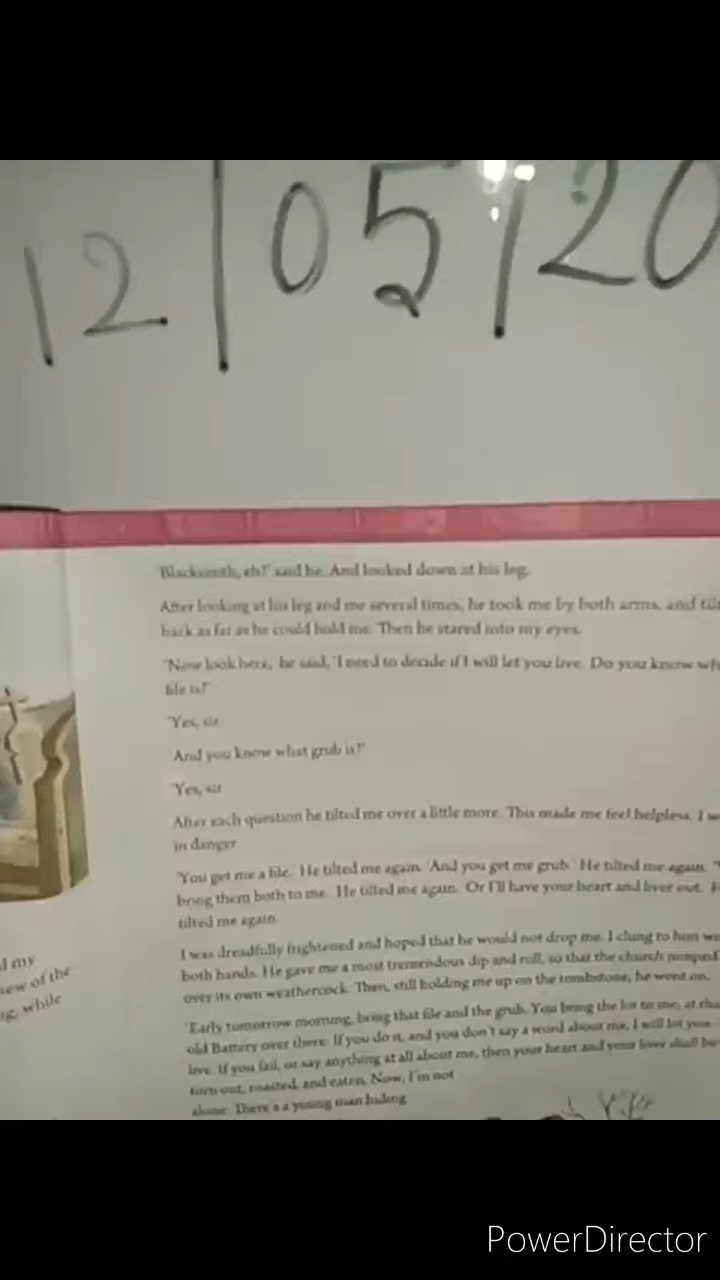 12/05/20
Blacksmith, eh?' said he. And looked down at his leg.
After looking at his leg and me several times, he took me by both arms, and
back as far as he could hold me. Then he stared into my eyes.
'Now look here, he said, 'I need to decide if I will let you live. Do you know
file is?'
'Yes, sir
And you know what grub is?'
'Yes, sir
After each question he tilted me over a little more. This made me feel helpless. I
in danger
'You get me a file. He tilted me again. 'And you get me grub.' He tilted me again.
bring them both to me. He tilted me again. Or I'll have your heart and liver out.
tilted me again.
I was dreadfully frightened and hoped that he would not drop me. I clung to him
both hands. He gave me a most tremendous dip and roll, so that the church jumped
over its own weathercock. Then, still holding me up on the tombstone, he went on.
'Early tomorrow morning, bring that file and the grub. You bring the lot to me, at
old Battery over there. If you do it, and you don't say a word about me, I will let you
live. If you fail, or say anything at all about me, then your heart and your liver shall be
torn out, roasted, and eaten. Now, I'm not
alone. There's a young man hiding
my
of the
while
PowerDirector